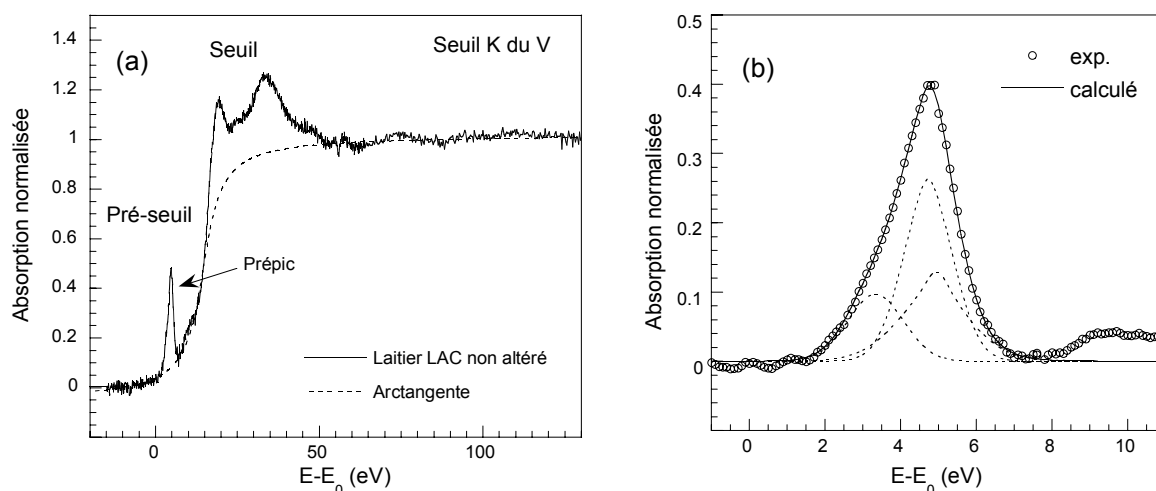 (a)
Seuil
Seuil K du V
Pré-seuil
Prépic
Laitier LAC non altéré
Arctangente
Absorption normalisée
1.4
1.2
1
0.8
0.6
0.4
0.2
0
0
50
100
E-E0 (eV)
(b)
exp.
calculé
Absorption normalisée
0.5
0.4
0.3
0.2
0.1
0
0
2
4
6
8
10
E-E0 (eV)